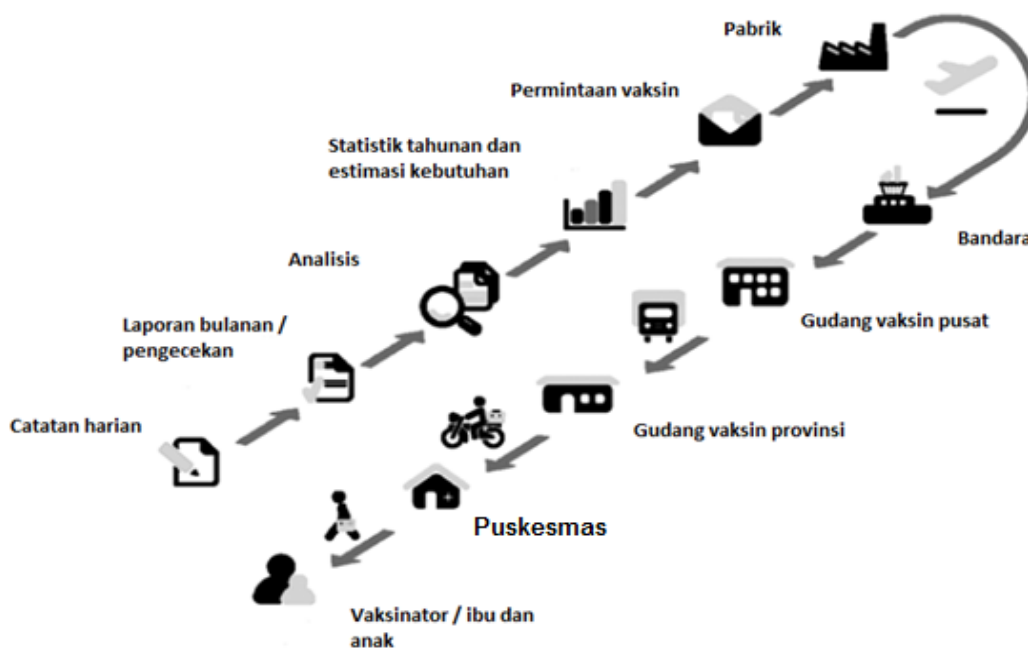 Pabrik
Permintaan vaksin
Statistik tahunan dan
estimasi kebutuhan
Analisis
Laporan bulanan /
pengecekan
Catatan harian
Bandara
Gudang vaksin pusat
Gudang vaksin provinsi
Puskesmas
Vaksinator / ibu dan
anak